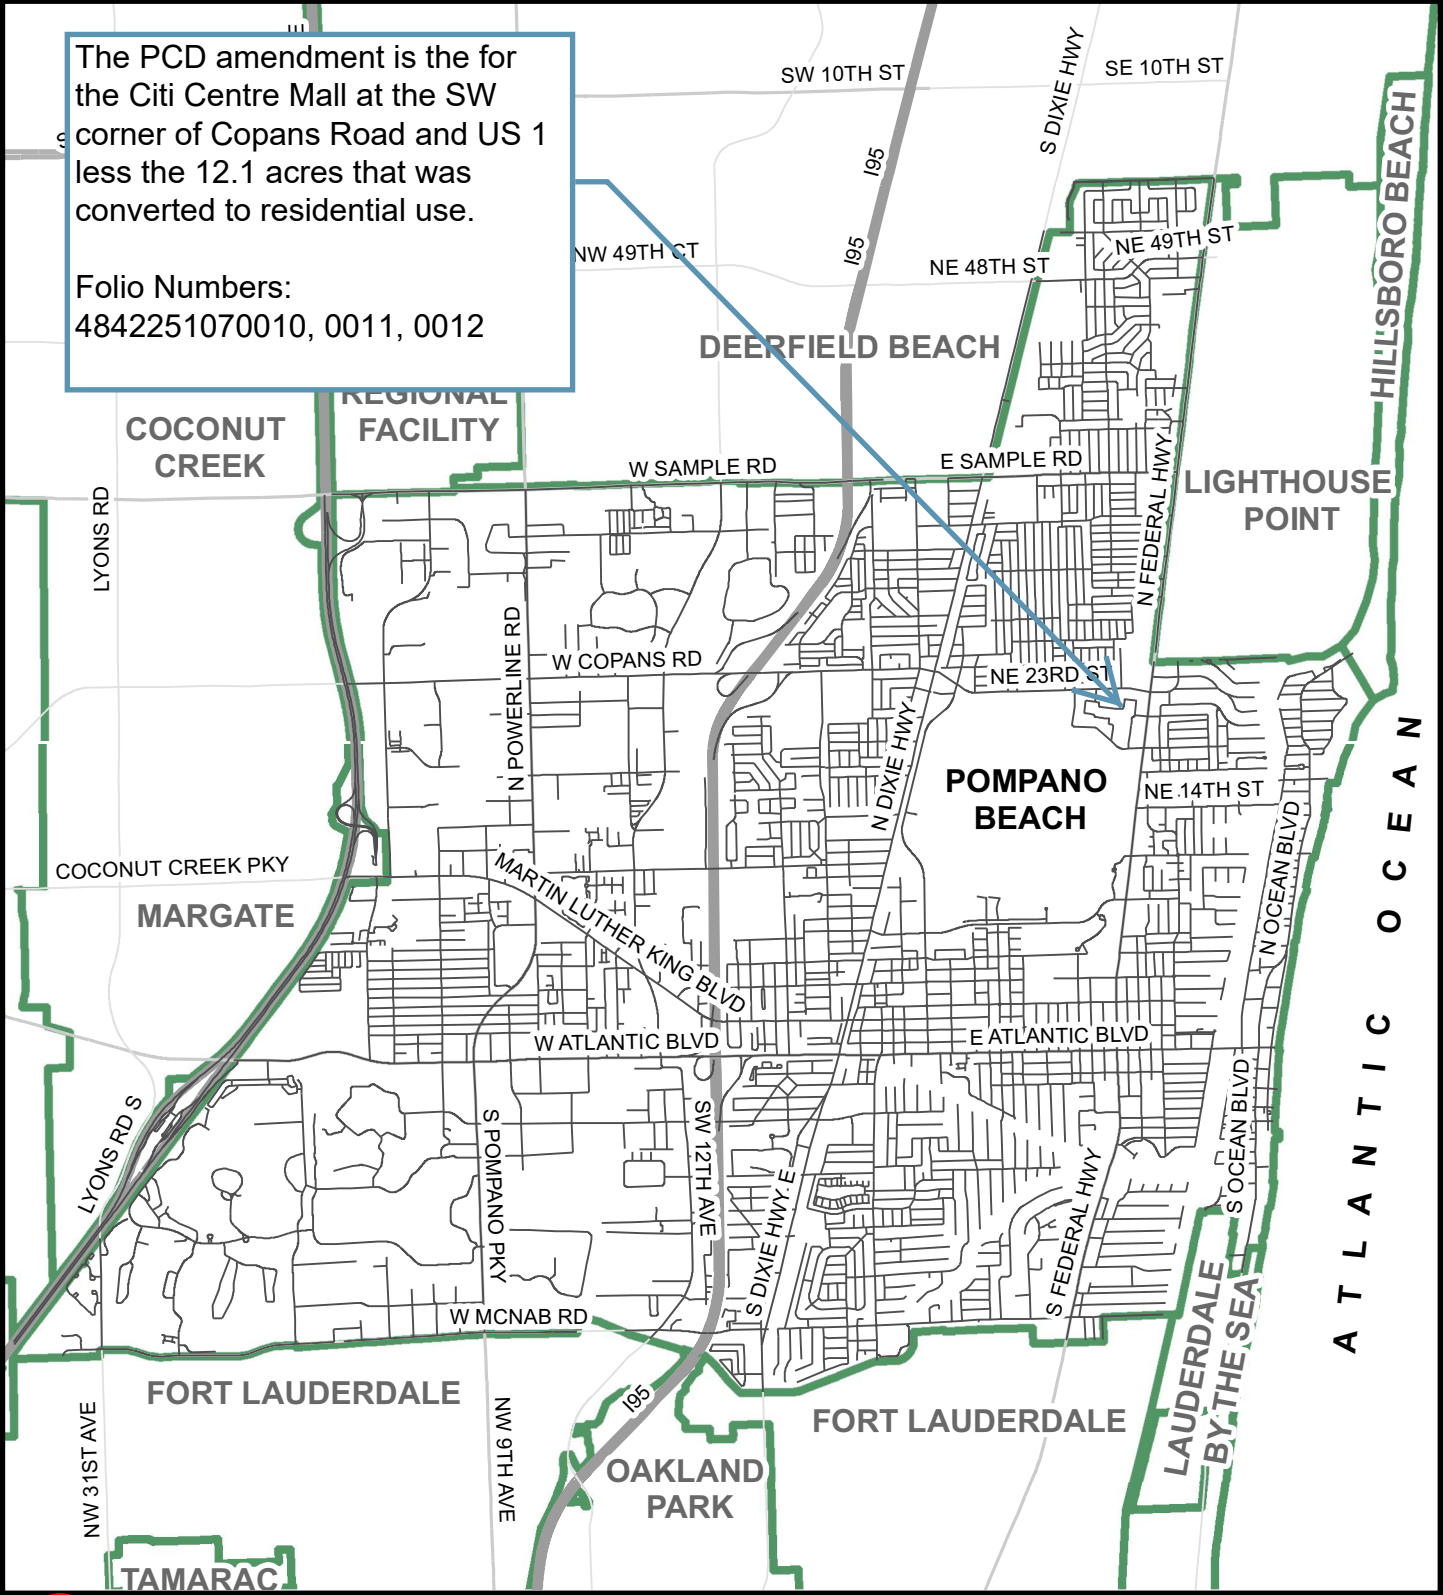 The PCD amendment is the for
the Citi Centre Mall at the SW
corner of Copans Road and US 1
less the 12.1 acres that was
converted to residential use.
Folio Numbers:
4842251070010, 0011, 0012
SW 10TH ST
SE 10TH ST
S DIXIE HWY
HILLSBORO BEACH
I95
I95
NW 49TH CT
NE 48TH ST
NE 49TH ST
DEERFIELD BEACH
REGIONAL
FACILITY
COCONUT
CREEK
W SAMPLE RD
E SAMPLE RD
LYONS RD
N FEDERAL HWY
LIGHTHOUSE
POINT
N POWERLINE RD
W COPANS RD
NE 23RD ST
N DIXIE HWY
POMPANO
BEACH
NE 14TH ST
N OCEAN BLVD
COCONUT CREEK PKY
MARTIN LUTHER KING BLVD
MARGATE
ATLANTIC OCEAN
W ATLANTIC BLVD
E ATLANTIC BLVD
LYONS RD S
S POMPANO PKY
SW 12TH AVE
S DIXIE HWY E
S FEDERAL HWY
S OCEAN BLVD
W MCNAB RD
LAUDERDALE
BY THE SEA
FORT LAUDERDALE
FORT LAUDERDALE
I95
NW 31ST AVE
NW 9TH AVE
OAKLAND
PARK
TAMARAC